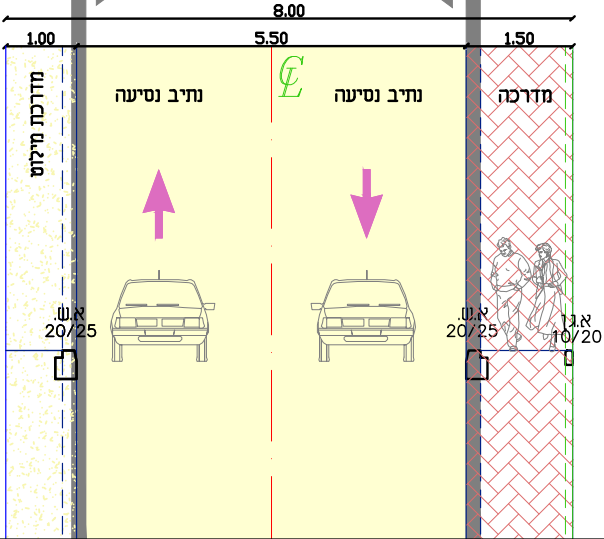 8.00
1.00 5.50 1.50
מדרכת מילוט
נתיב נסיעה
נתיב נסיעה
מדרכה
℄
א.ש.
20/25
א.ש.
20/25
א.גן
10/20